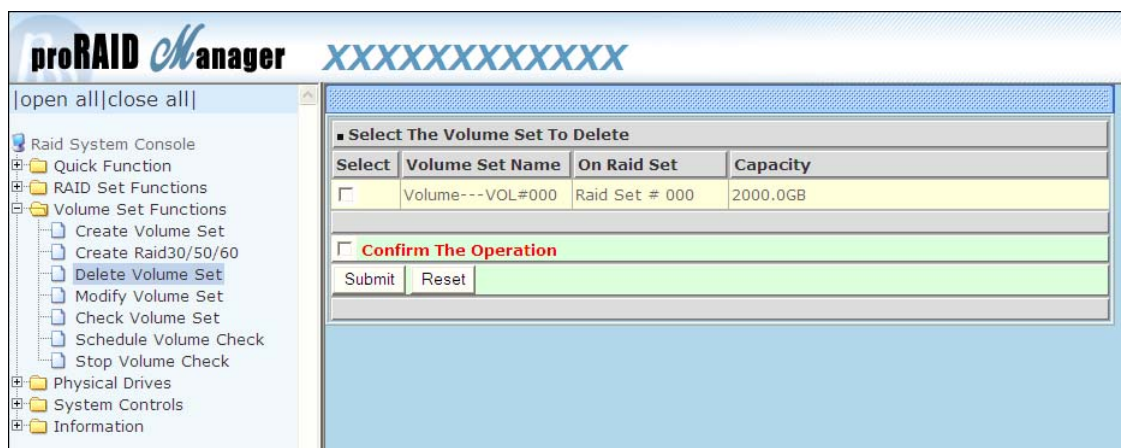 proRAID Manager XXXXXXXXXXXXX
|open all|close all|
Raid System Console
Quick Function
RAID Set Functions
Volume Set Functions
Create Volume Set
Create Raid30/50/60
Delete Volume Set
Modify Volume Set
Check Volume Set
Schedule Volume Check
Stop Volume Check
Physical Drives
System Controls
Information
Select The Volume Set To Delete
Select Volume Set Name On Raid Set Capacity
Volume---VOL#000 Raid Set # 000 2000.0GB
Confirm The Operation
Submit Reset